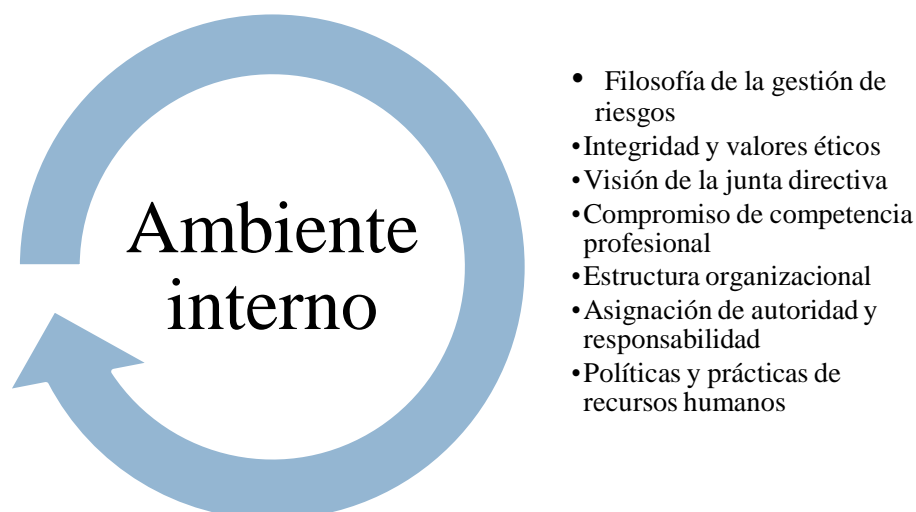 Ambiente
interno
• Filosofía de la gestión de
riesgos
•Integridad y valores éticos
•Visión de la junta directiva
•Compromiso de competencia
profesional
•Estructura organizacional
•Asignación de autoridad y
responsabilidad
•Políticas y prácticas de
recursos humanos